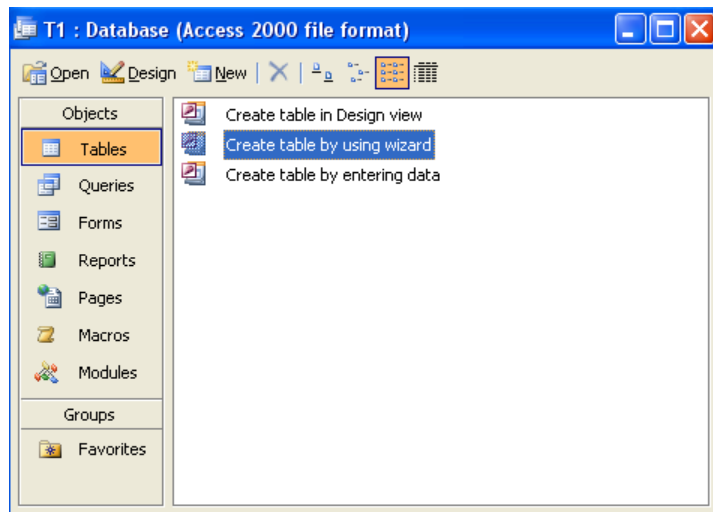 T1 : Database (Access 2000 file format)
Open Design New
Objects
Tables
Queries
Forms
Reports
Pages
Macros
Modules
Groups
Favorites
Create table in Design view
Create table by using wizard
Create table by entering data